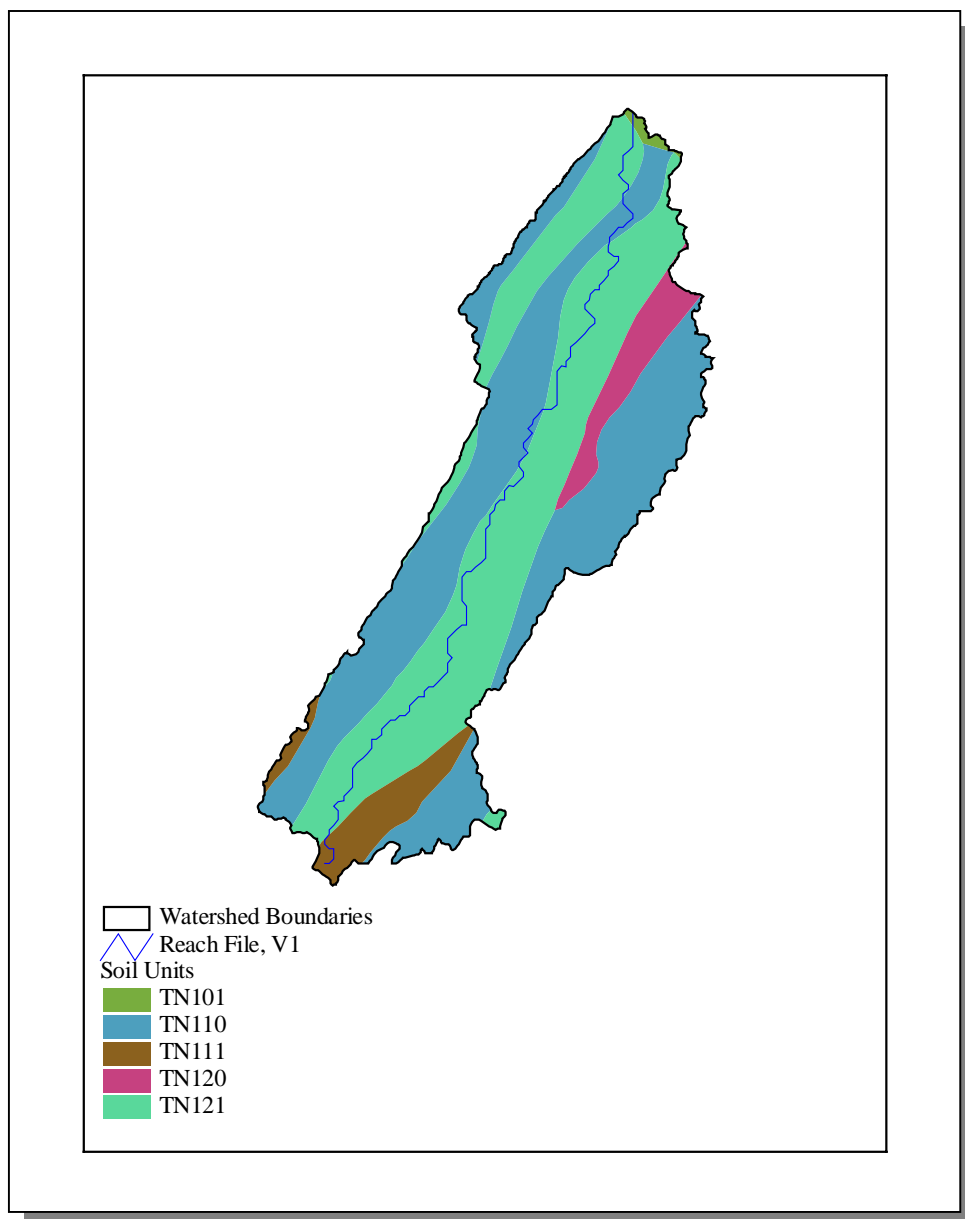 Watershed Boundaries
Reach File, V1
Soil Units
TN101
TN110
TN111
TN120
TN121